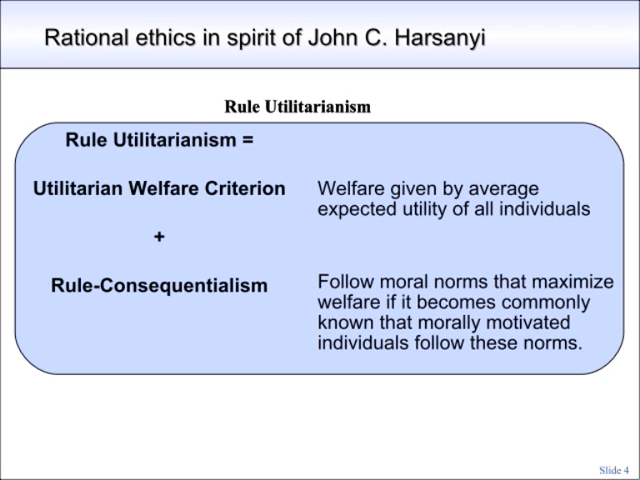 Rational ethics in spirit of John C. Harsanyi
Rule Utilitarianism
Rule Utilitarianism =
Utilitarian Welfare Criterion
Welfare given by average
expected utility of all individuals
+
Rule-Consequentialism
Follow moral norms that maximize
welfare if it becomes commonly
known that morally motivated
individuals follow these norms.
Slide 4